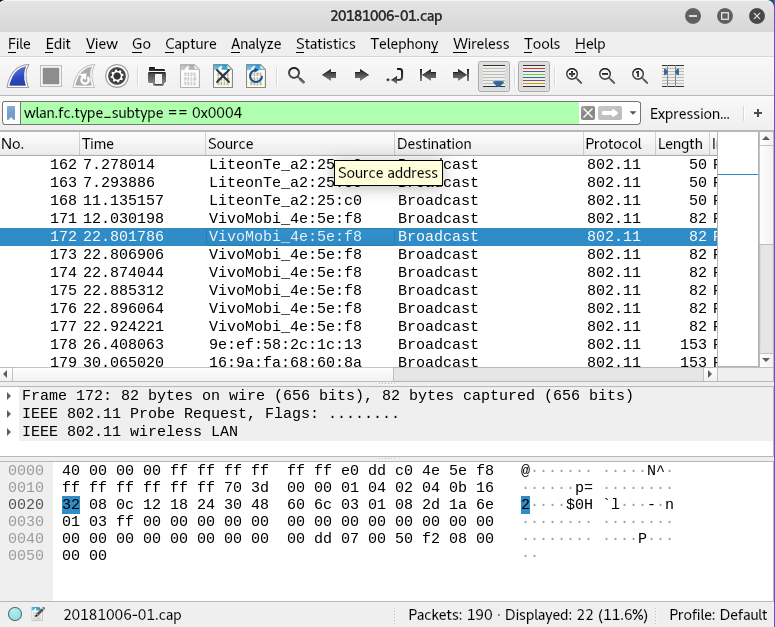 20181006-01.cap
File Edit View Go Capture Analyze Statistics Telephony Wireless Tools Help
wlan.fc.type_subtype == 0x0004 Expression... +
No. Time Source Destination Protocol Length
162 7.278014 LiteonTe_a2:25 Broadcast 802.11 50
Source address
163 7.293886 LiteonTe_a2:25 Broadcast 802.11 50
168 11.135157 LiteonTe_a2:25:c0 Broadcast 802.11 50
171 12.030198 VivoMobi_4e:5e:f8 Broadcast 802.11 82
172 22.801786 VivoMobi_4e:5e:f8 Broadcast 802.11 82
173 22.806906 VivoMobi_4e:5e:f8 Broadcast 802.11 82
174 22.874044 VivoMobi_4e:5e:f8 Broadcast 802.11 82
175 22.885312 VivoMobi_4e:5e:f8 Broadcast 802.11 82
176 22.896064 VivoMobi_4e:5e:f8 Broadcast 802.11 82
177 22.924221 VivoMobi_4e:5e:f8 Broadcast 802.11 82
178 26.408063 9e:ef:58:2c:1c:13 Broadcast 802.11 153
179 30.065020 16:9a:fa:68:60:8a Broadcast 802.11 153
Frame 172: 82 bytes on wire (656 bits), 82 bytes captured (656 bits)
IEEE 802.11 Probe Request, Flags: ........
IEEE 802.11 wireless LAN
0000 40 00 00 00 ff ff ff ff ff ff e0 dd c0 4e 5e f8 @······· ·····N^·
0010 ff ff ff ff ff ff 70 3d 00 00 01 04 02 04 0b 16 ······p= ········
0020 32 08 0c 12 18 24 30 48 60 6c 03 01 08 2d 1a 6e 2····$0H `l···-·n
0030 01 03 ff 00 00 00 00 00 00 00 00 00 00 00 00 00 ········ ········
0040 00 00 00 00 00 00 00 00 00 dd 07 00 50 f2 08 00 ········ ····P···
0050 00 00 ··
20181006-01.cap Packets: 190 · Displayed: 22 (11.6%) Profile: Default